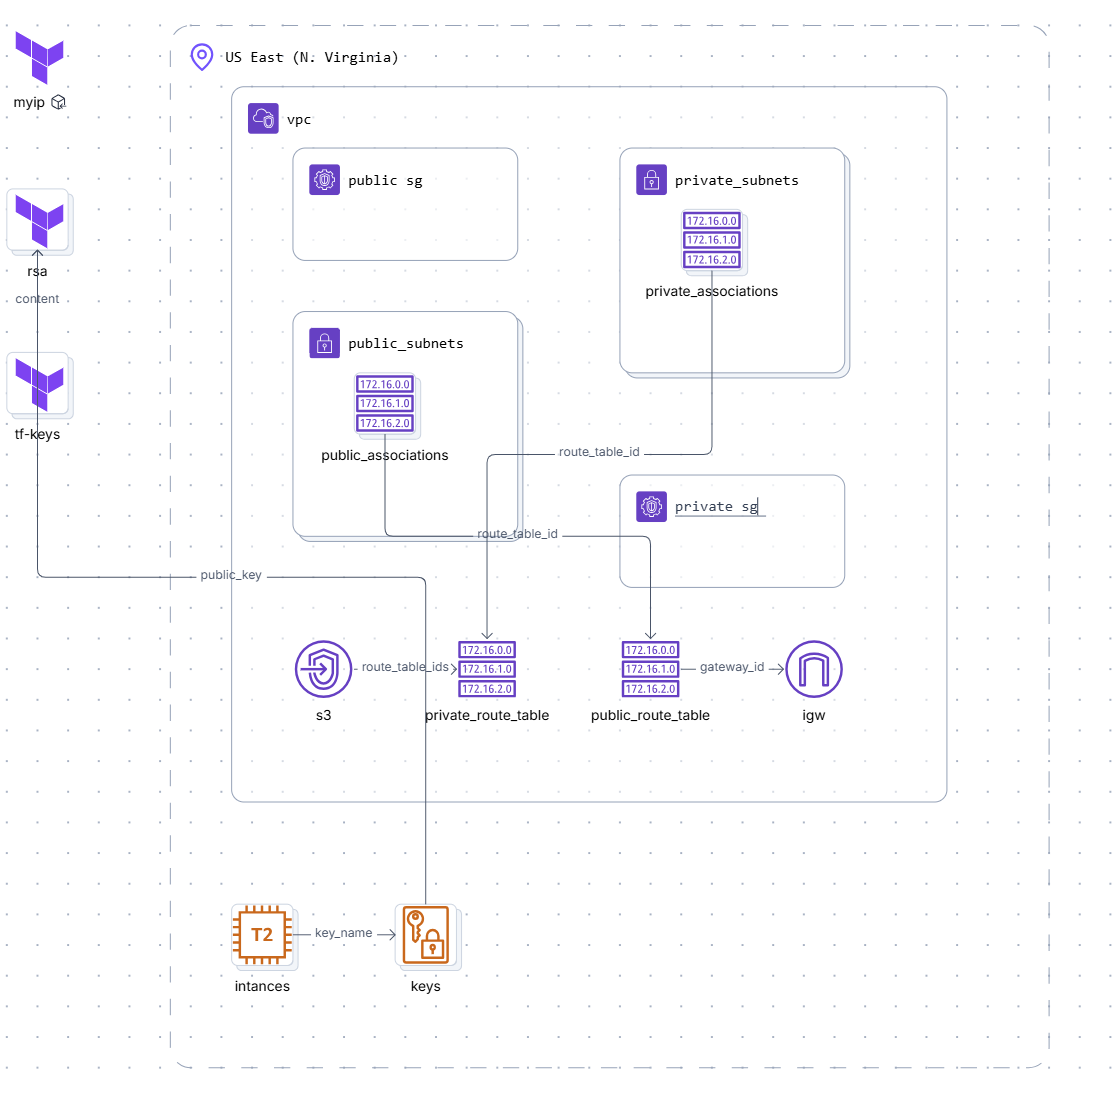 myip
US East (N. Virginia)
vpc
public sg
private_subnets
172.16.0.0
172.16.1.0
172.16.2.0
private_associations
rsa
content
public_subnets
172.16.0.0
172.16.1.0
172.16.2.0
public_associations
tf-keys
route_table_id
private sg
route_table_id
public_key
s3
route_table_ids
172.16.0.0
172.16.1.0
172.16.2.0
private_route_table
172.16.0.0
172.16.1.0
172.16.2.0
public_route_table
gateway_id
igw
T2
intances
key_name
keys